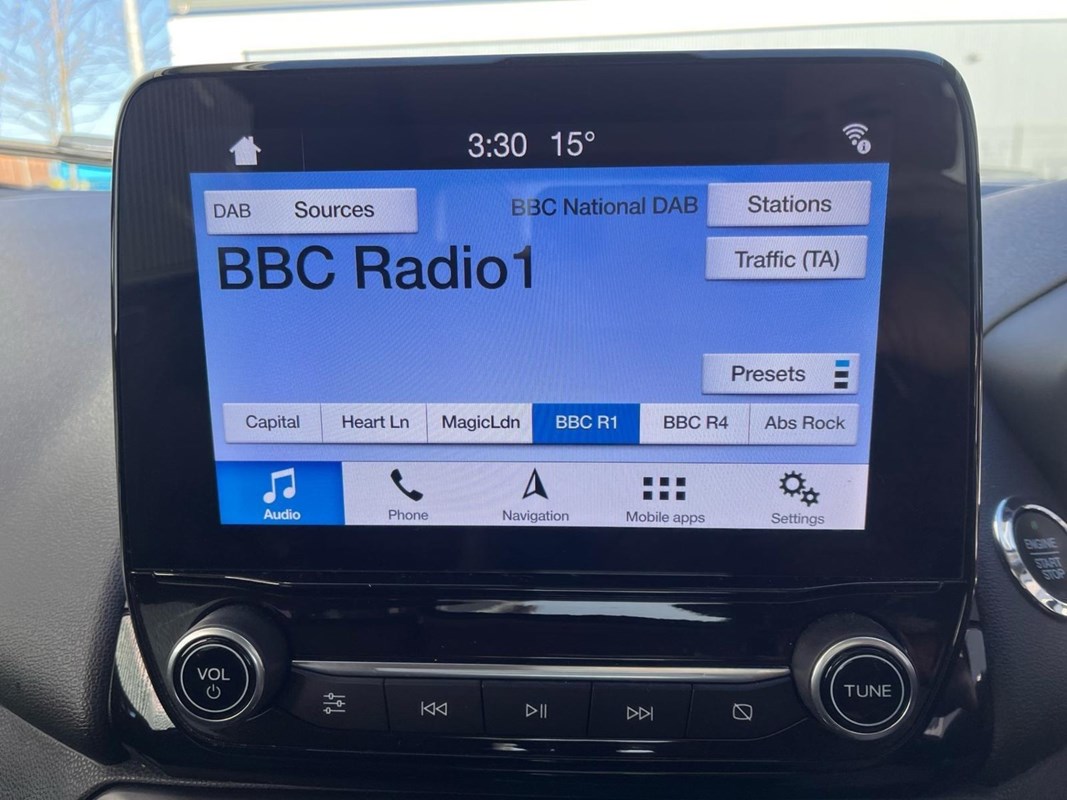 3:30 15°
DAB Sources
BBC National DAB
Stations
BBC Radio1
Traffic (TA)
Presets
Capital
Heart Ln
MagicLdn
BBC R1
BBC R4
Abs Rock
Audio
Phone
Navigation
Mobile apps
Settings
ENGINE
START
STOP
VOL
TUNE